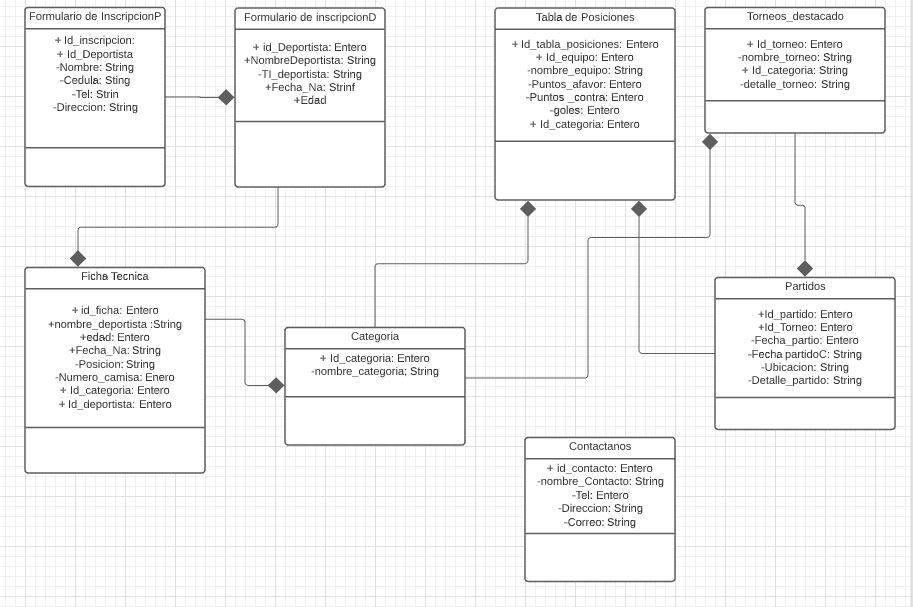 Formulario de InscripcionP
+ Id_inscripcion:
+ Id_Deportista
-Nombre: String
-Cedula: Sting
-Tel: Strin
-Direccion: String
Formulario de ínscripcionD
+ id_Deportista: Entero
+NombreDeportista: String
-TI_deportista: String
+Fecha_Na: Strinf
+Edad
Tabla de Posiciones
+ Id_tabla_posiciones: Entero
+ Id_equipo: Entero
-nombre_equipo: String
-Puntos_afavor: Entero
-Puntos _contra: Entero
-goles: Entero
+ Id_categoria: Entero
Torneos_destacado
+ Id_torneo: Entero
-nombre_torneo: String
+ Id_categoria: String
-detalle_torneo: String
Ficha Tecnica
+ id_ficha: Entero
+nombre_deportista :String
+edad: Entero
+Fecha_Na: String
-Posicion: String
-Numero_camisa: Enero
+ Id_categoria: Entero
+ Id_deportista: Entero
Categoria
+ Id_categoria: Entero
-nombre_categoria; String
Partidos
+Id_partido: Entero
+Id_Torneo: Entero
-Fecha_partio: Entero
-Fecha partidoC: String
-Ubicacion: String
-Detalle_partido: String
Contactanos
+ id_contacto: Entero
-nombre_Contacto: String
-Tel: Entero
-Direccion: String
-Correo: String